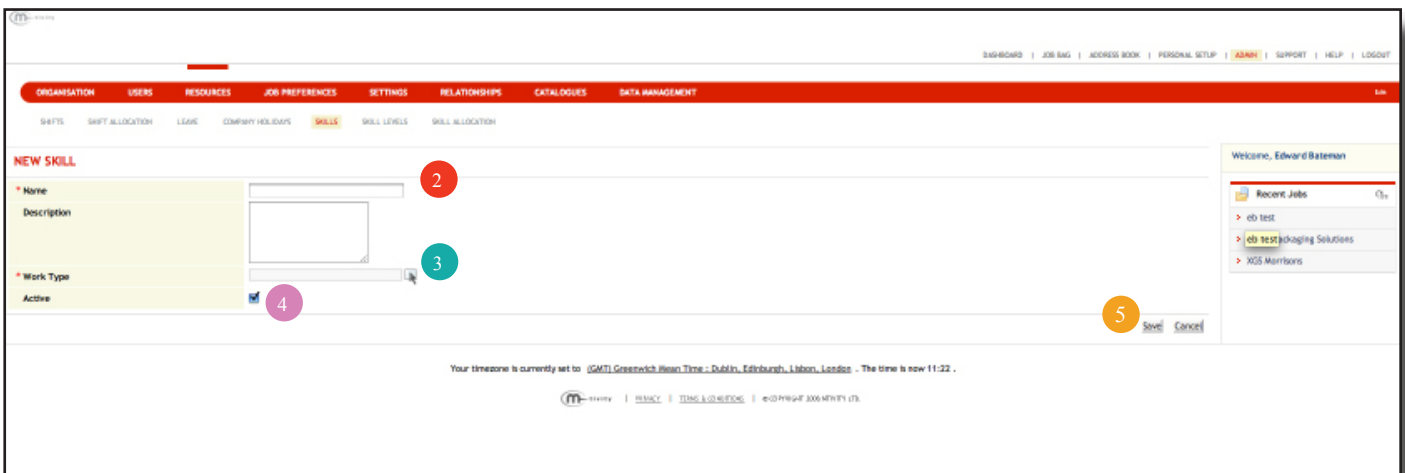 DASHBOARD | JOB BAG | ADDRESS BOOK | PERSONAL SETUP | ADMIN | SUPPORT | HELP | LOGOUT
ORGANISATION USERS RESOURCES JOB PREFERENCES SETTINGS RELATIONSHIPS CATALOGUES DATA MANAGEMENT
SHIFTS SHIFT ALLOCATION LEAVE COMPANY HOLIDAYS SKILLS SKILL LEVELS SKILL ALLOCATION
Welcome, Edward Bateman
NEW SKILL
2
* Name
Recent Jobs
Description
> eb test
> eb test ackaging Solutions
3
> XGS Morrisons
* Work Type
Active
4
5
Save Cancel
Your timezone is currently set to (GMT) Greenwich Mean Time : Dublin, Edinburgh, Lisbon, London . The time is now 11:22 .
m | PRIVACY | TERMS & CONDITIONS | © COPYRIGHT